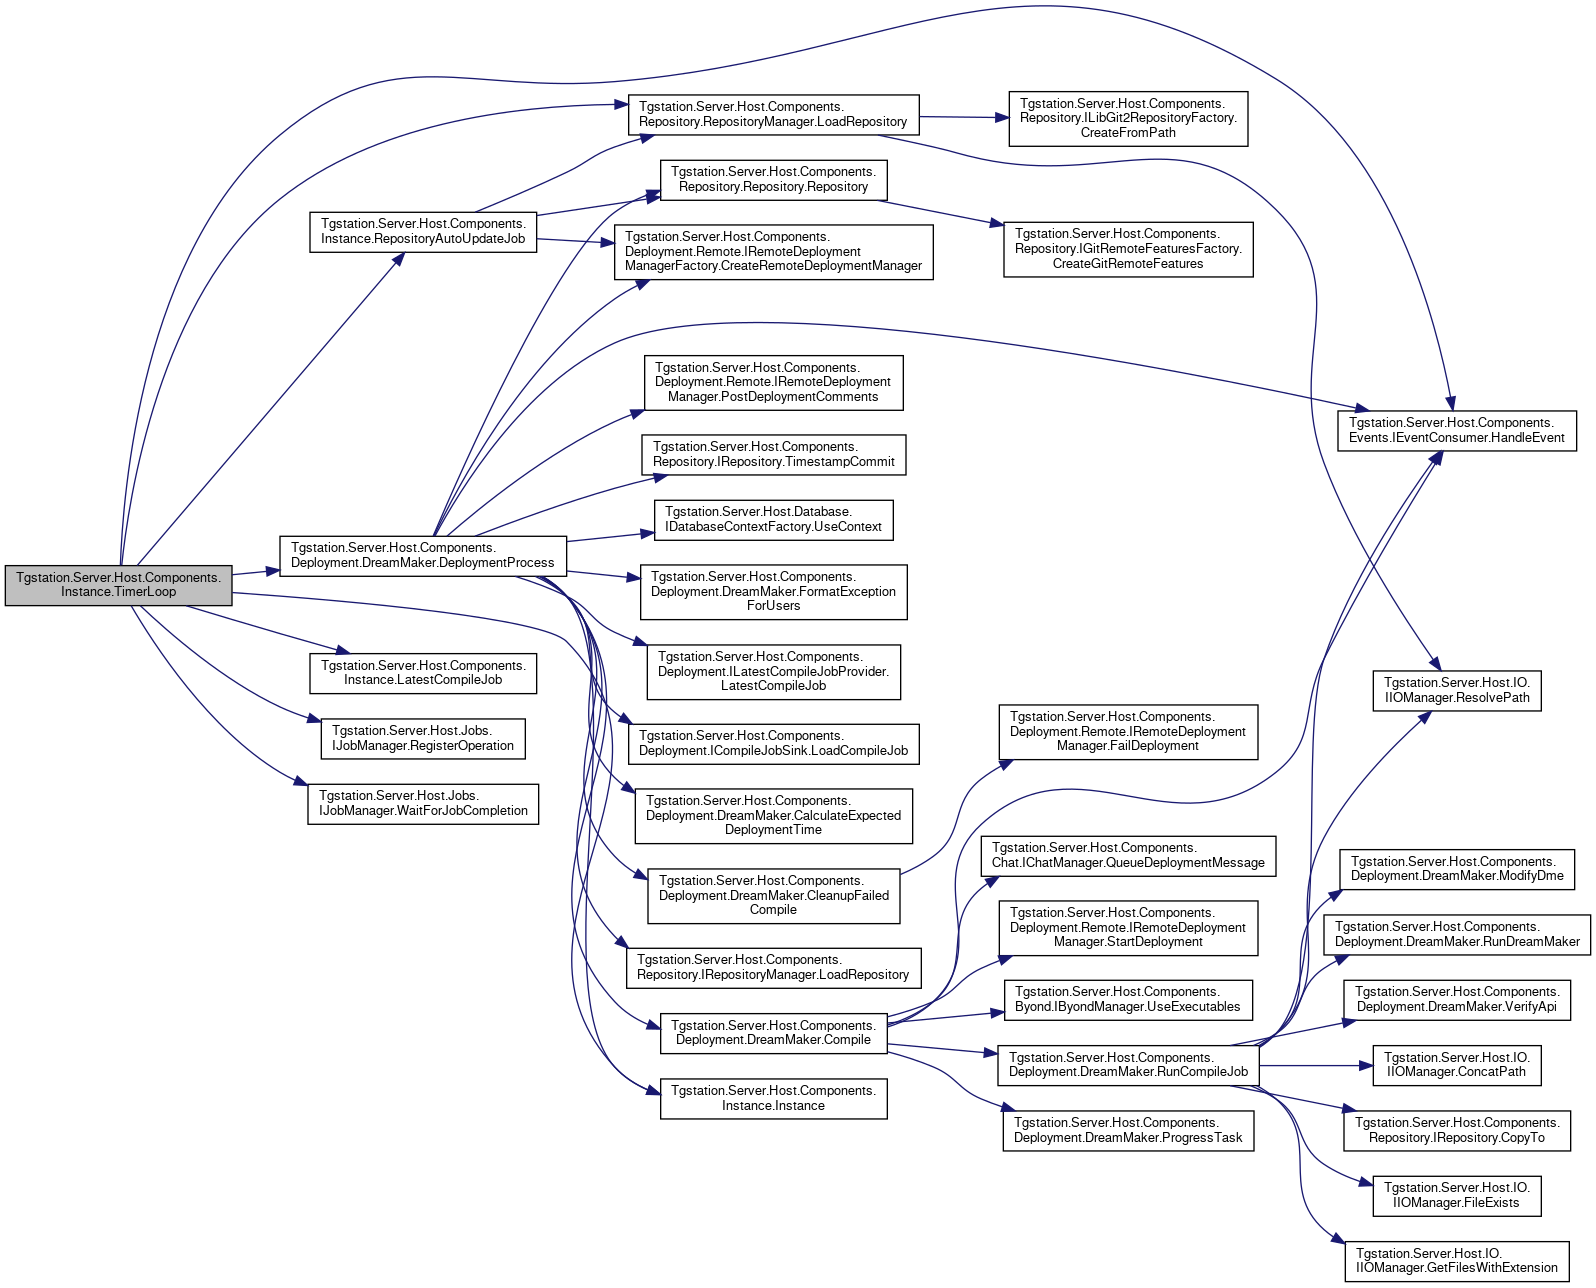 Tgstation.Server.Host.Components.
Instance.TimerLoop
Tgstation.Server.Host.Components.
Instance.RepositoryAutoUpdateJob
Tgstation.Server.Host.Components.
Deployment.DreamMaker.DeploymentProcess
Tgstation.Server.Host.Components.
Instance.LatestCompileJob
Tgstation.Server.Host.Jobs.
IJobManager.RegisterOperation
Tgstation.Server.Host.Jobs.
IJobManager.WaitForJobCompletion
Tgstation.Server.Host.Components.
Repository.RepositoryManager.LoadRepository
Tgstation.Server.Host.Components.
Repository.Repository.Repository
Tgstation.Server.Host.Components.
Deployment.Remote.IRemoteDeployment
ManagerFactory.CreateRemoteDeploymentManager
Tgstation.Server.Host.Components.
Deployment.Remote.IRemoteDeployment
Manager.PostDeploymentComments
Tgstation.Server.Host.Components.
Repository.IRepository.TimestampCommit
Tgstation.Server.Host.Database.
IDatabaseContextFactory.UseContext
Tgstation.Server.Host.Components.
Deployment.DreamMaker.FormatException
ForUsers
Tgstation.Server.Host.Components.
Deployment.ILatestCompileJobProvider.
LatestCompileJob
Tgstation.Server.Host.Components.
Deployment.ICompileJobSink.LoadCompileJob
Tgstation.Server.Host.Components.
Deployment.DreamMaker.CalculateExpected
DeploymentTime
Tgstation.Server.Host.Components.
Deployment.DreamMaker.CleanupFailed
Compile
Tgstation.Server.Host.Components.
Repository.IRepositoryManager.LoadRepository
Tgstation.Server.Host.Components.
Deployment.DreamMaker.Compile
Tgstation.Server.Host.Components.
Instance.Instance
Tgstation.Server.Host.Components.
Repository.ILibGit2RepositoryFactory.
CreateFromPath
Tgstation.Server.Host.Components.
Repository.IGitRemoteFeaturesFactory.
CreateGitRemoteFeatures
Tgstation.Server.Host.Components.
Deployment.Remote.IRemoteDeployment
Manager.FailDeployment
Tgstation.Server.Host.Components.
Chat.IChatManager.QueueDeploymentMessage
Tgstation.Server.Host.Components.
Deployment.Remote.IRemoteDeployment
Manager.StartDeployment
Tgstation.Server.Host.Components.
Byond.IByondManager.UseExecutables
Tgstation.Server.Host.Components.
Deployment.DreamMaker.RunCompileJob
Tgstation.Server.Host.Components.
Deployment.DreamMaker.ProgressTask
Tgstation.Server.Host.Components.
Events.IEventConsumer.HandleEvent
Tgstation.Server.Host.IO.
IIOManager.ResolvePath
Tgstation.Server.Host.Components.
Deployment.DreamMaker.ModifyDme
Tgstation.Server.Host.Components.
Deployment.DreamMaker.RunDreamMaker
Tgstation.Server.Host.Components.
Deployment.DreamMaker.VerifyApi
Tgstation.Server.Host.IO.
IIOManager.ConcatPath
Tgstation.Server.Host.Components.
Repository.IRepository.CopyTo
Tgstation.Server.Host.IO.
IIOManager.FileExists
Tgstation.Server.Host.IO.
IIOManager.GetFilesWithExtension